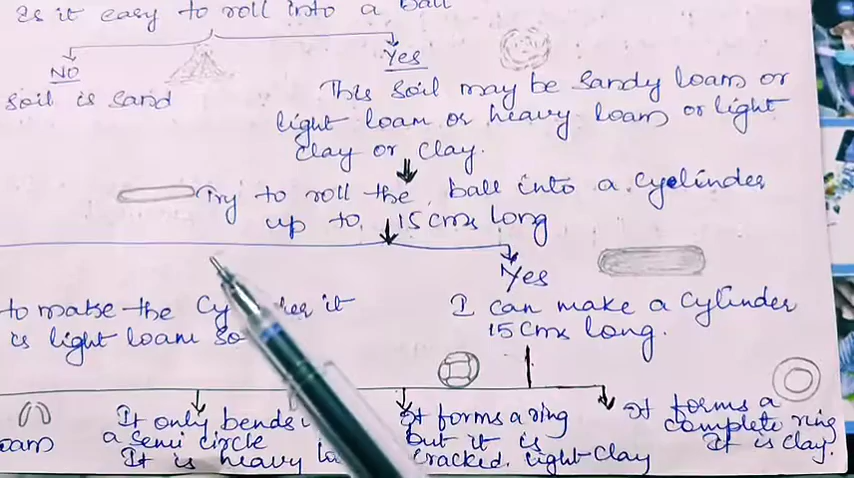 Is it easy to roll into a ball
NO
Yes
Soil is sand
This Soil may be Sandy loam or
light loam or heavy loam or light
clay or clay.
Try to roll the ball into a cyelinder
up to 15 cms long
Yes
to make the
it
is light loam
I can make a cylinder
15 Cms long.
It only bends
a semi circle
It is heavy
It forms a ring
but it is
cracked. light-Clay
It forms a
complete ring
It is clay.